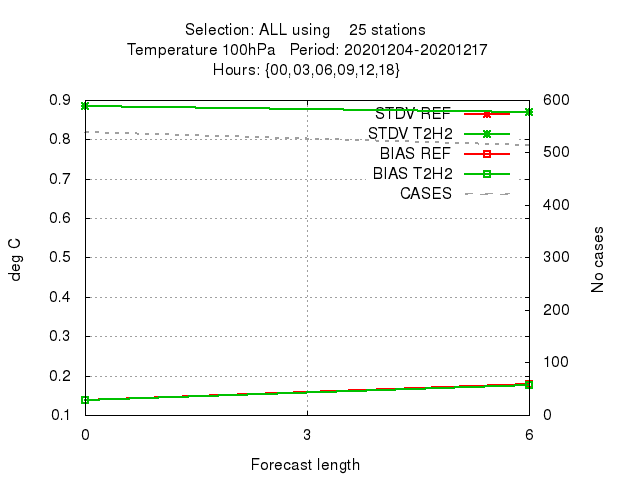 Selection: ALL using 25 stations
Temperature 100hPa Period: 20201204-20201217
Hours: {00,03,06,09,12,18}
0.9
0.8
0.7
0.6
0.5
0.4
0.3
0.2
0.1
deg C
STDV REF
STDV T2H2
BIAS REF
BIAS T2H2
CASES
600
500
400
300
200
100
0
No cases
0 3 6
Forecast length